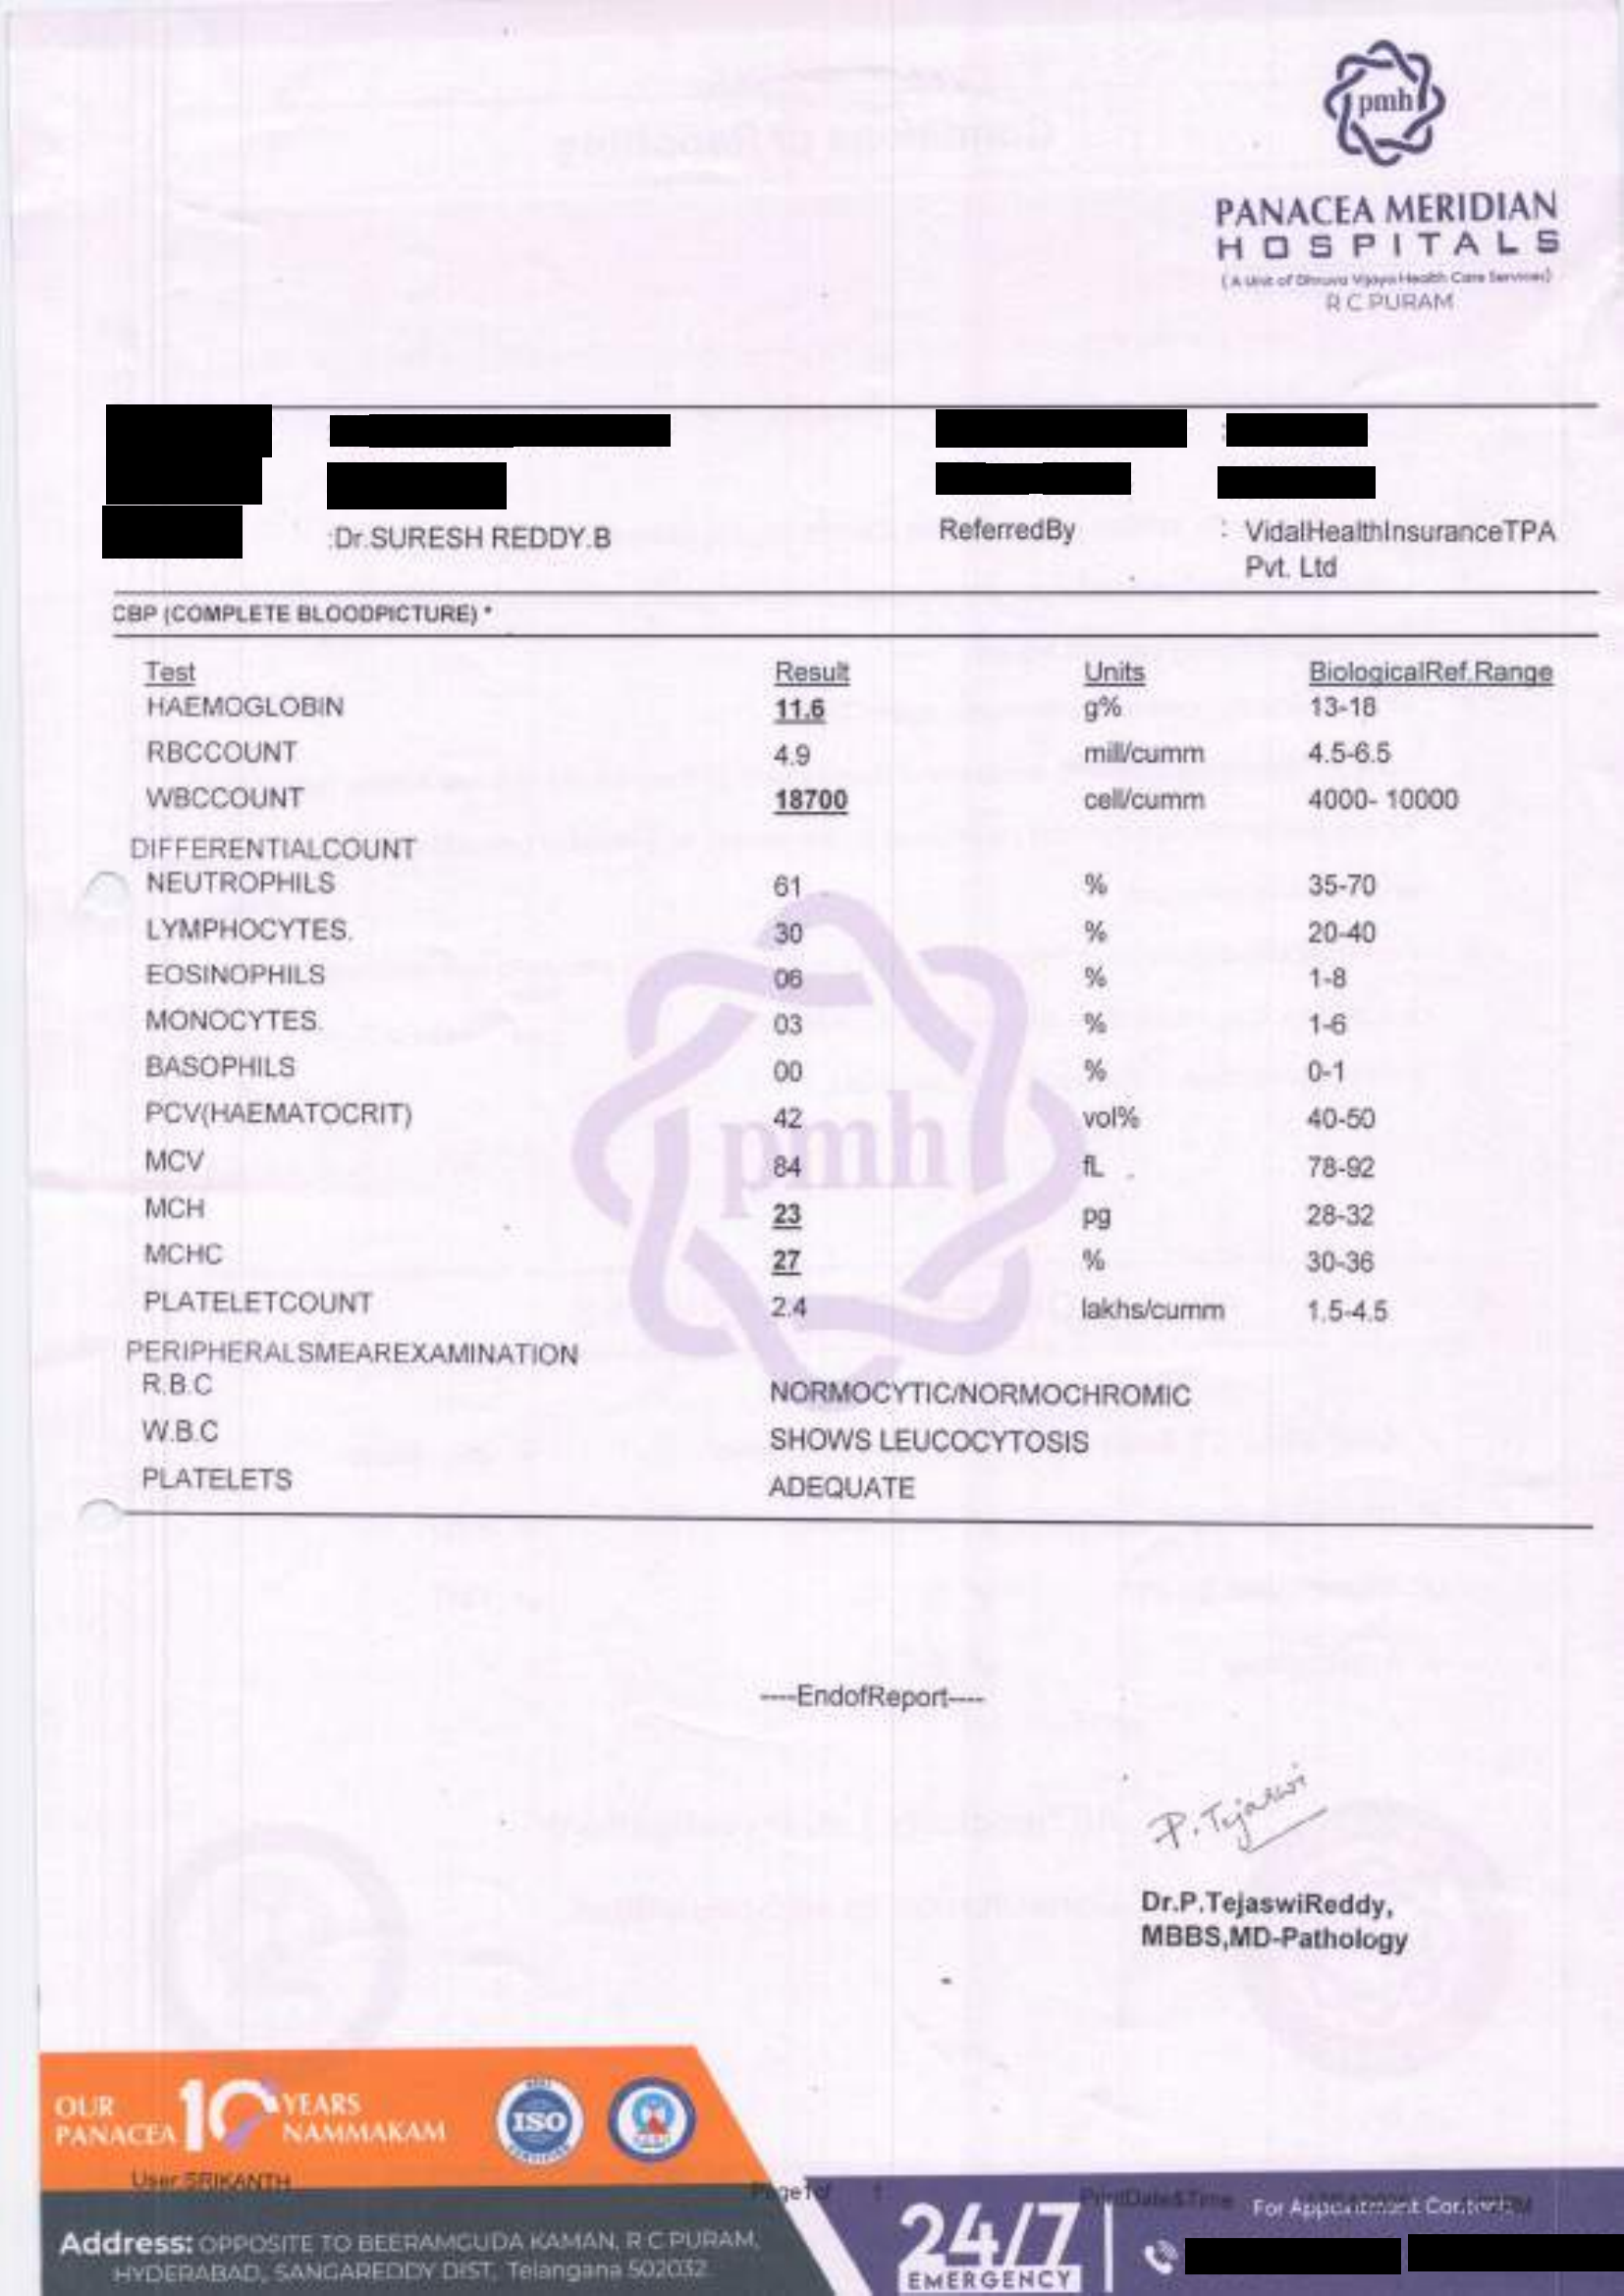 pmh
PANACEA MERIDIAN
HOSPITALS
(A Unit of Dhruva Vijaya Health Care Services)
R C PURAM
:Dr.SURESH REDDY.B ReferredBy : VidalHealthInsuranceTPA
Pvt. Ltd
CBP (COMPLETE BLOODPICTURE) *
Test Result Units BiologicalRef.Range
HAEMOGLOBIN 11.6 g% 13-18
RBCCOUNT 4.9 mill/cumm 4.5-6.5
WBCCOUNT 18700 cell/cumm 4000- 10000
DIFFERENTIALCOUNT
NEUTROPHILS 61 % 35-70
LYMPHOCYTES. 30 % 20-40
EOSINOPHILS 06 % 1-8
MONOCYTES. 03 % 1-6
BASOPHILS 00 % 0-1
PCV(HAEMATOCRIT) 42 vol% 40-50
MCV 84 fL 78-92
MCH 23 pg 28-32
MCHC 27 % 30-36
PLATELETCOUNT 2.4 lakhs/cumm 1.5-4.5
pmh
PERIPHERALSMEAREXAMINATION
R.B.C NORMOCYTIC/NORMOCHROMIC
W.B.C SHOWS LEUCOCYTOSIS
PLATELETS ADEQUATE
----EndofReport----
P. Tejaswi
Dr.P.TejaswiReddy,
MBBS,MD-Pathology
OUR PANACEA 10 YEARS NAMMAKAM
ISO
User:SRIKANTH
Page1of 1 PrintDate&Time
For Appointment Contact:
Address: OPPOSITE TO BEERAMGUDA KAMAN, R C PURAM,
HYDERABAD, SANGAREDDY DIST, Telangana 502032
24/7
EMERGENCY